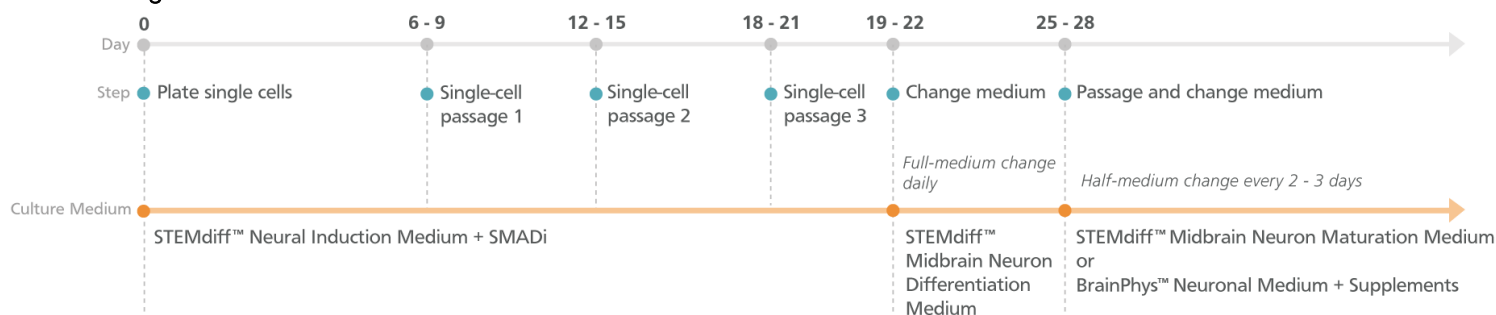 0 6 - 9 12 - 15 18 - 21 19 - 22 25 - 28
Day
Step Plate single cells Single-cell Single-cell Single-cell Change medium Passage and change medium
passage 1 passage 2 passage 3
Full-medium change
daily
Half-medium change every 2 - 3 days
Culture Medium
STEMdiff™ Neural Induction Medium + SMADi
STEMdiff™
Midbrain Neuron
Differentiation
Medium
STEMdiff™ Midbrain Neuron Maturation Medium
or
BrainPhys™ Neuronal Medium + Supplements